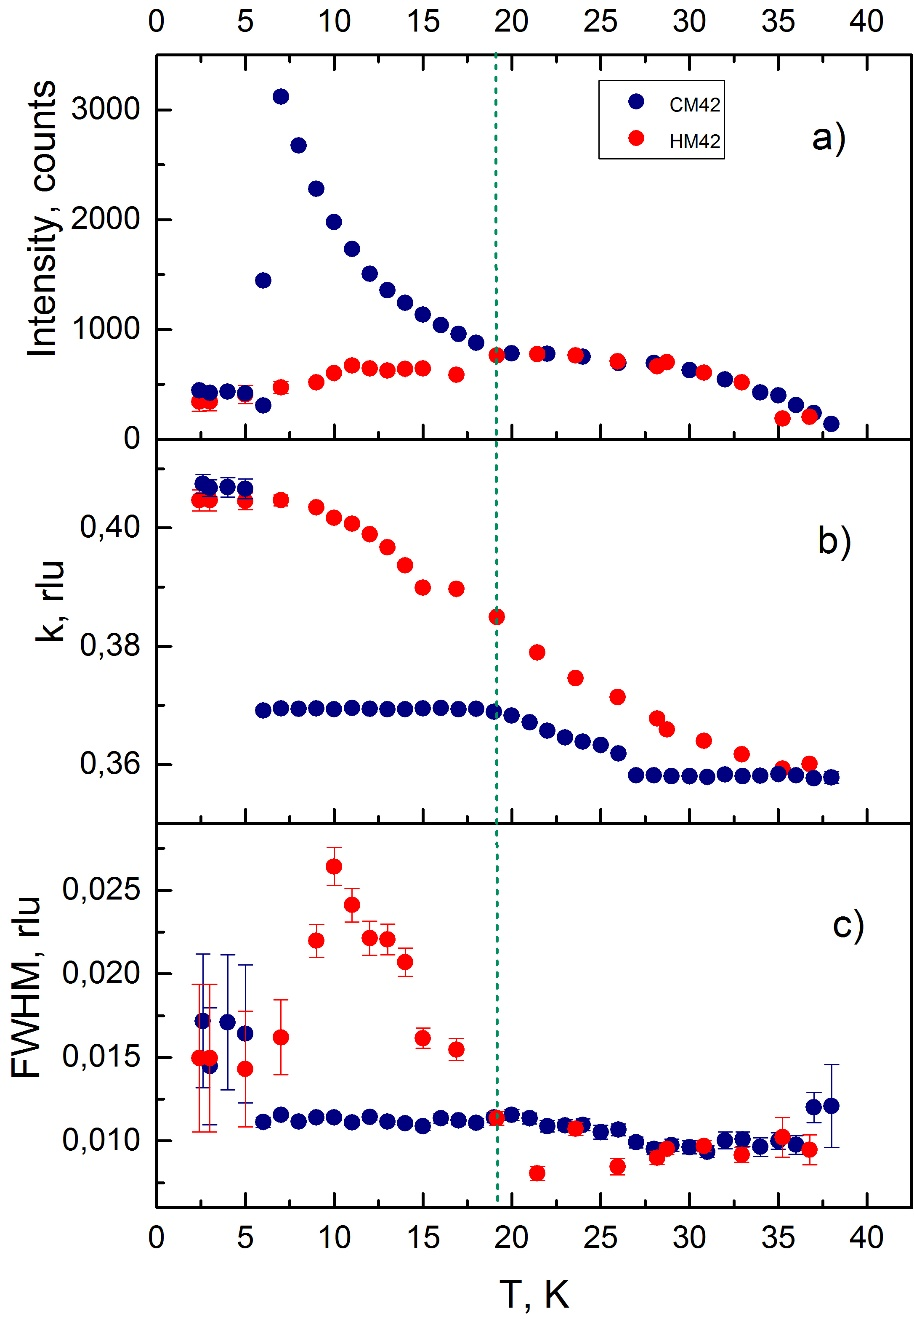 0 5 10 15 20 25 30 35 40
3000
2000
1000
0
Intensity, counts
CM42
HM42
a)
0,40
0,38
0,36
k, rlu
b)
0,025
0,020
0,015
0,010
FWHM, rlu
c)
0 5 10 15 20 25 30 35 40
T, K